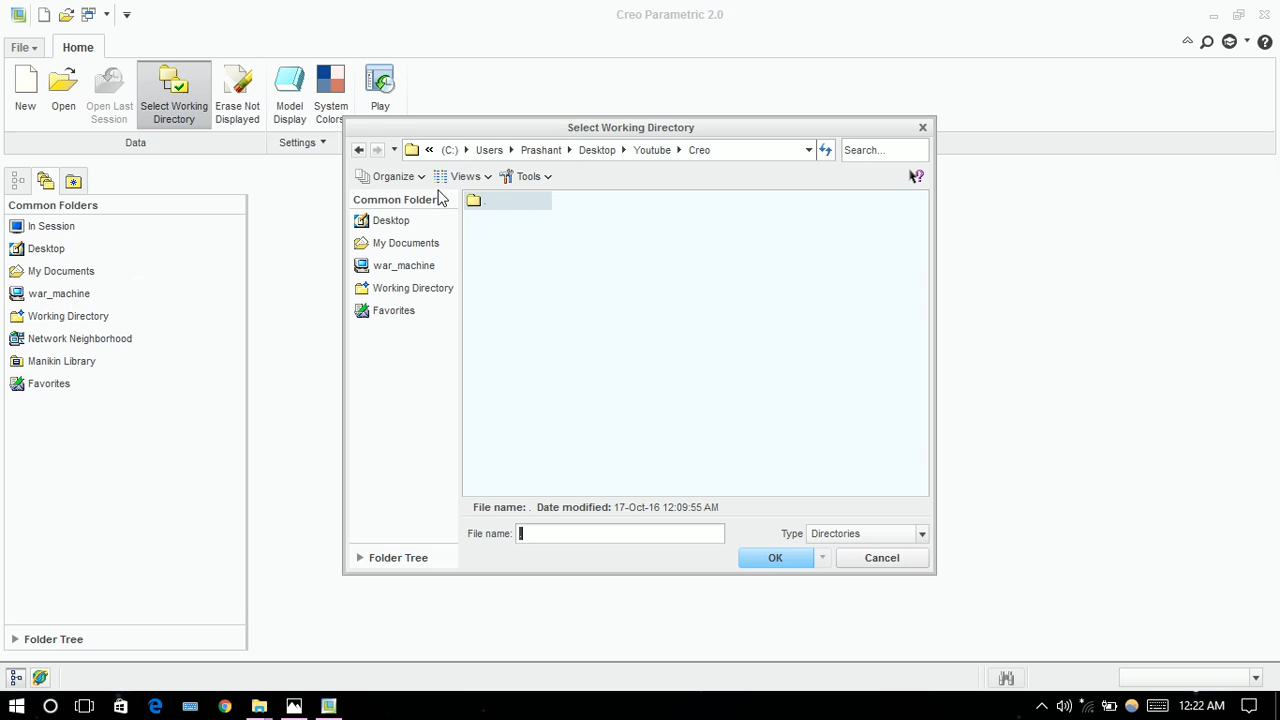 Creo Parametric 2.0
File
Home
New
Open
Open Last Session
Select Working Directory
Erase Not Displayed
Model Display
System Colors
Play
Data
Settings
Select Working Directory
« (C:) Users Prashant Desktop Youtube Creo
Search...
Organize Views Tools
Common Folders
In Session
Desktop
My Documents
war_machine
Working Directory
Network Neighborhood
Manikin Library
Favorites
Folder Tree
Common Folders
Desktop
My Documents
war_machine
Working Directory
Favorites
Folder Tree
.
File name: . Date modified: 17-Oct-16 12:09:55 AM
File name: .
Type Directories
OK Cancel
12:22 AM